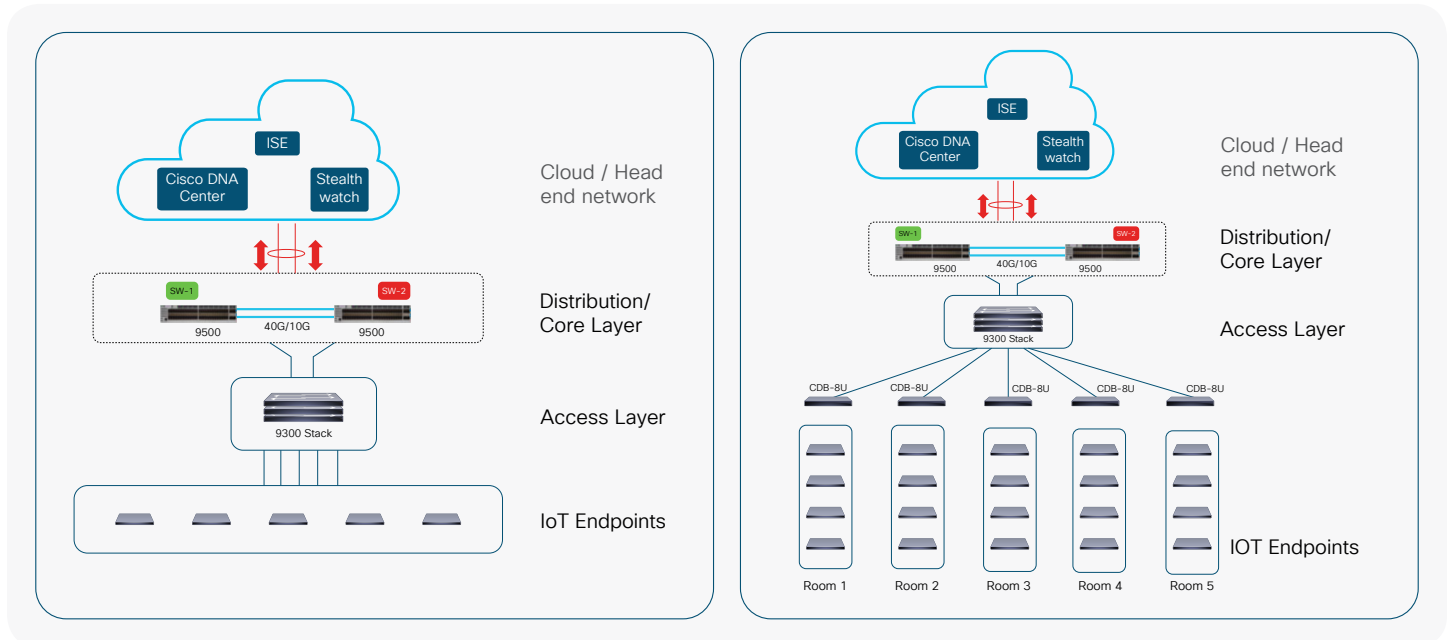 ISE
Cisco DNA
Center
Stealth
watch
Cloud / Head
end network
SW-1
SW-2
9500
40G/10G
9500
Distribution/
Core Layer
9300 Stack
Access Layer
IoT Endpoints
ISE
Cisco DNA
Center
Stealth
watch
Cloud / Head
end network
SW-1
SW-2
9500
40G/10G
9500
Distribution/
Core Layer
9300 Stack
Access Layer
CDB-8U
CDB-8U
CDB-8U
CDB-8U
CDB-8U
IOT Endpoints
Room 1
Room 2
Room 3
Room 4
Room 5